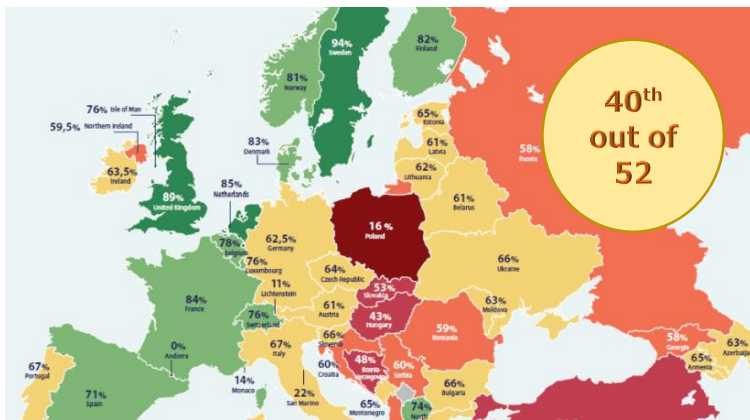 94%
Sweden
82%
Finland
81%
Norway
76% Isle of Man
59,5% Northern Ireland
63,5%
Ireland
89%
United Kingdom
83%
Denmark
85%
Netherlands
65%
Estonia
61%
Latvia
62%
Lithuania
58%
Russia
61%
Belarus
40th
out of
52
78%
Belgium
76%
Luxembourg
62,5%
Germany
16 %
Poland
64%
Czech Republic
53%
Slovakia
66%
Ukraine
11%
Lichtenstein
84%
France
76%
Switzerland
61%
Austria
43%
Hungary
63%
Moldova
59%
Romania
0%
Andorra
67%
Italy
66%
Slovenia
60%
Croatia
48%
Bosnia
Herzegovina
60%
Serbia
58%
Georgia
63%
Azerbaijan
65%
Armenia
67%
Portugal
71%
Spain
14%
Monaco
22%
San Marino
65%
Montenegro
74%
North
66%
Bulgaria